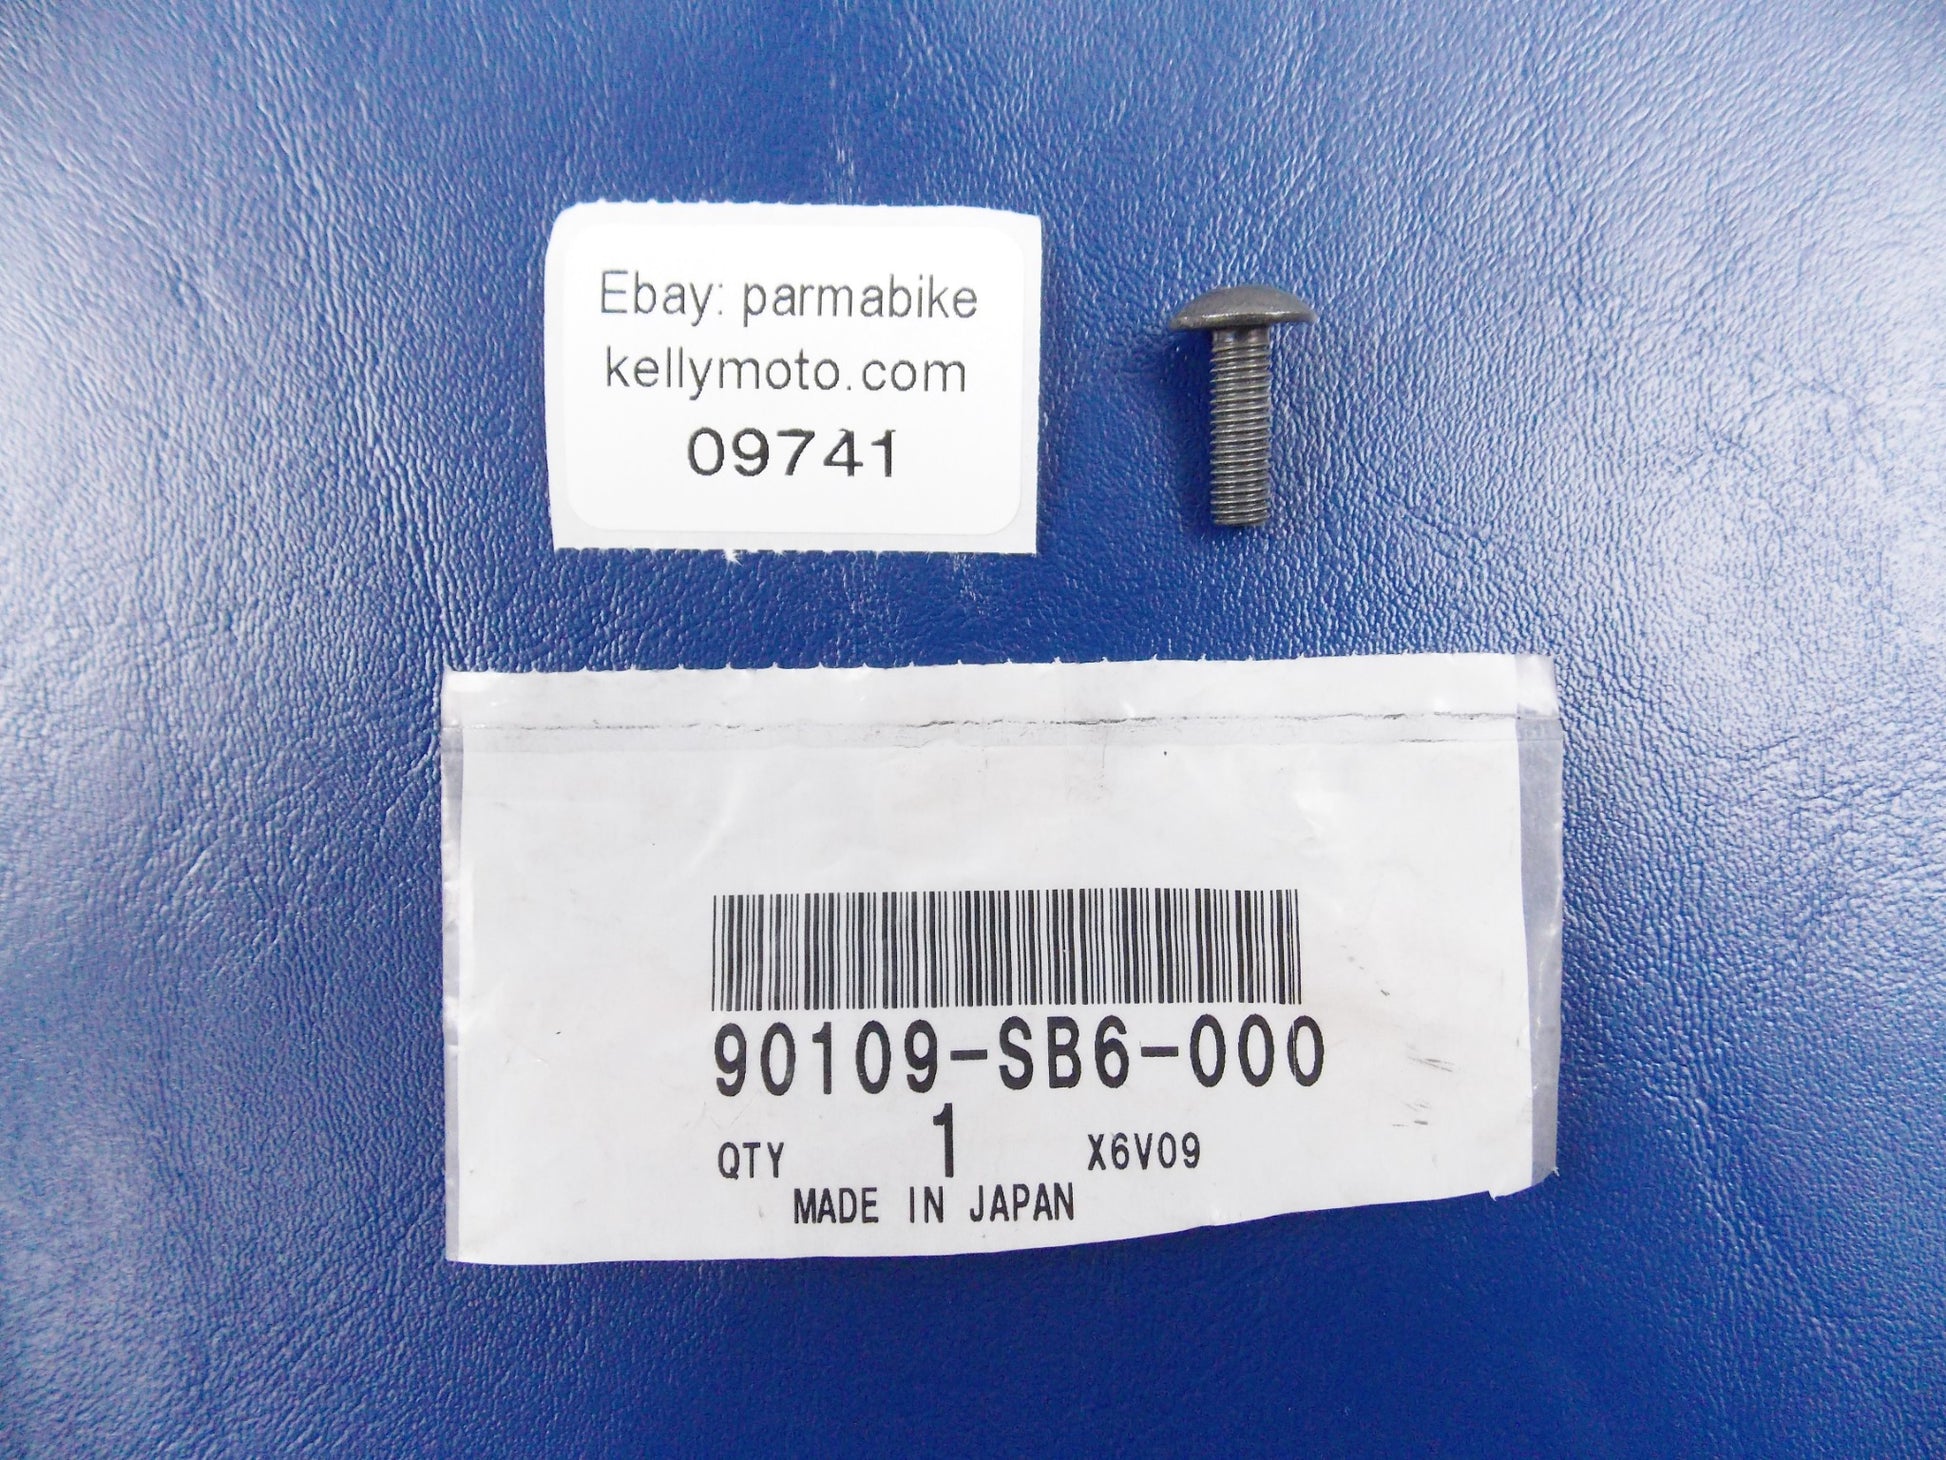 Ebay: parmabike
kellymoto.com
09741
90109-SB6-000
QTY 1 X6V09
MADE IN JAPAN